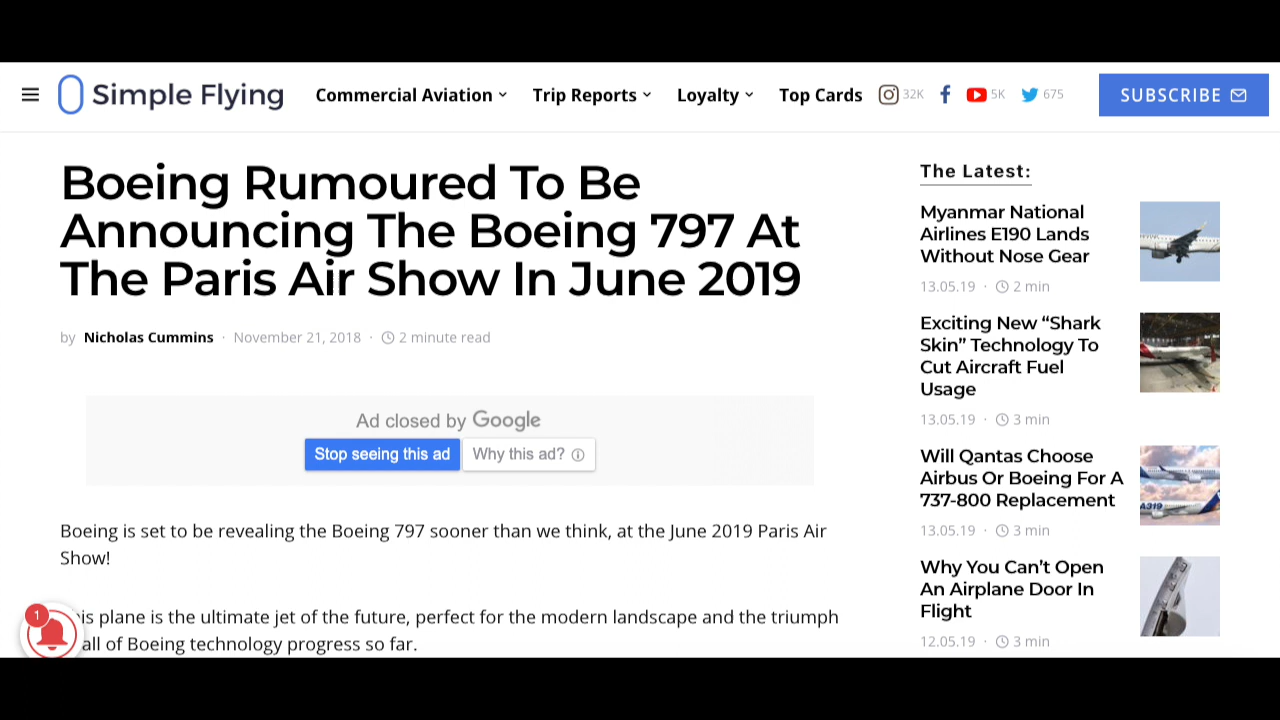 Simple Flying
Commercial Aviation
Trip Reports
Loyalty
Top Cards
32K
5K
675
SUBSCRIBE
Boeing Rumoured To Be
Announcing The Boeing 797 At
The Paris Air Show In June 2019
by Nicholas Cummins · November 21, 2018 · 2 minute read
Ad closed by Google
Stop seeing this ad
Why this ad?
Boeing is set to be revealing the Boeing 797 sooner than we think, at the June 2019 Paris Air
Show!
plane is the ultimate jet of the future, perfect for the modern landscape and the triumph
all of Boeing technology progress so far.
1
The Latest:
Myanmar National
Airlines E190 Lands
Without Nose Gear
13.05.19 · 2 min
Exciting New “Shark
Skin” Technology To
Cut Aircraft Fuel
Usage
13.05.19 · 3 min
Will Qantas Choose
Airbus Or Boeing For A
737-800 Replacement
13.05.19 · 3 min
A319
Why You Can’t Open
An Airplane Door In
Flight
12.05.19 · 3 min